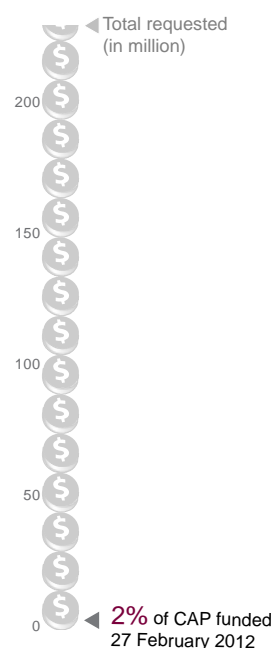 Total requested
(in million)
200
150
100
50
0
2% of CAP funded
27 February 2012